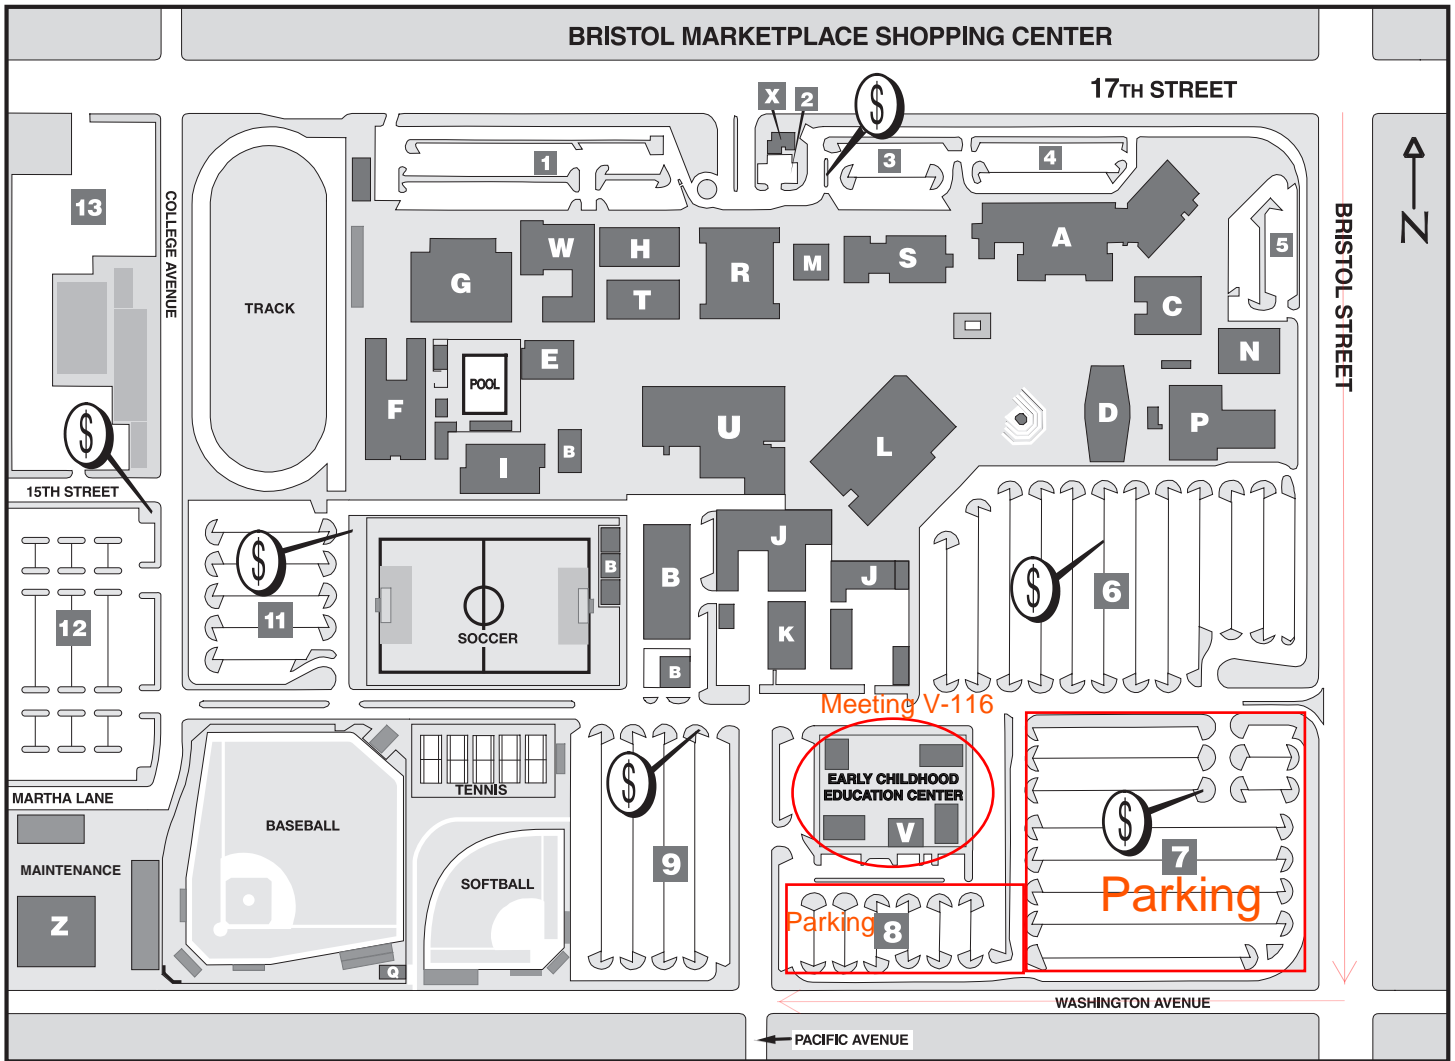 BRISTOL MARKETPLACE SHOPPING CENTER
17TH STREET
X
2
$
1
3
4
13
COLLEGE AVENUE
BRISTOL STREET
N
5
W
H
R
M
S
A
G
T
C
TRACK
E
N
POOL
F
D
P
U
L
$
I
B
15TH STREET
J
$
B
B
J
$
6
12
11
SOCCER
K
B
Meeting V-116
$
EARLY CHILDHOOD
EDUCATION CENTER
V
$
7
MARTHA LANE
TENNIS
BASEBALL
9
MAINTENANCE
SOFTBALL
Parking
Parking
8
Z
Q
WASHINGTON AVENUE
PACIFIC AVENUE